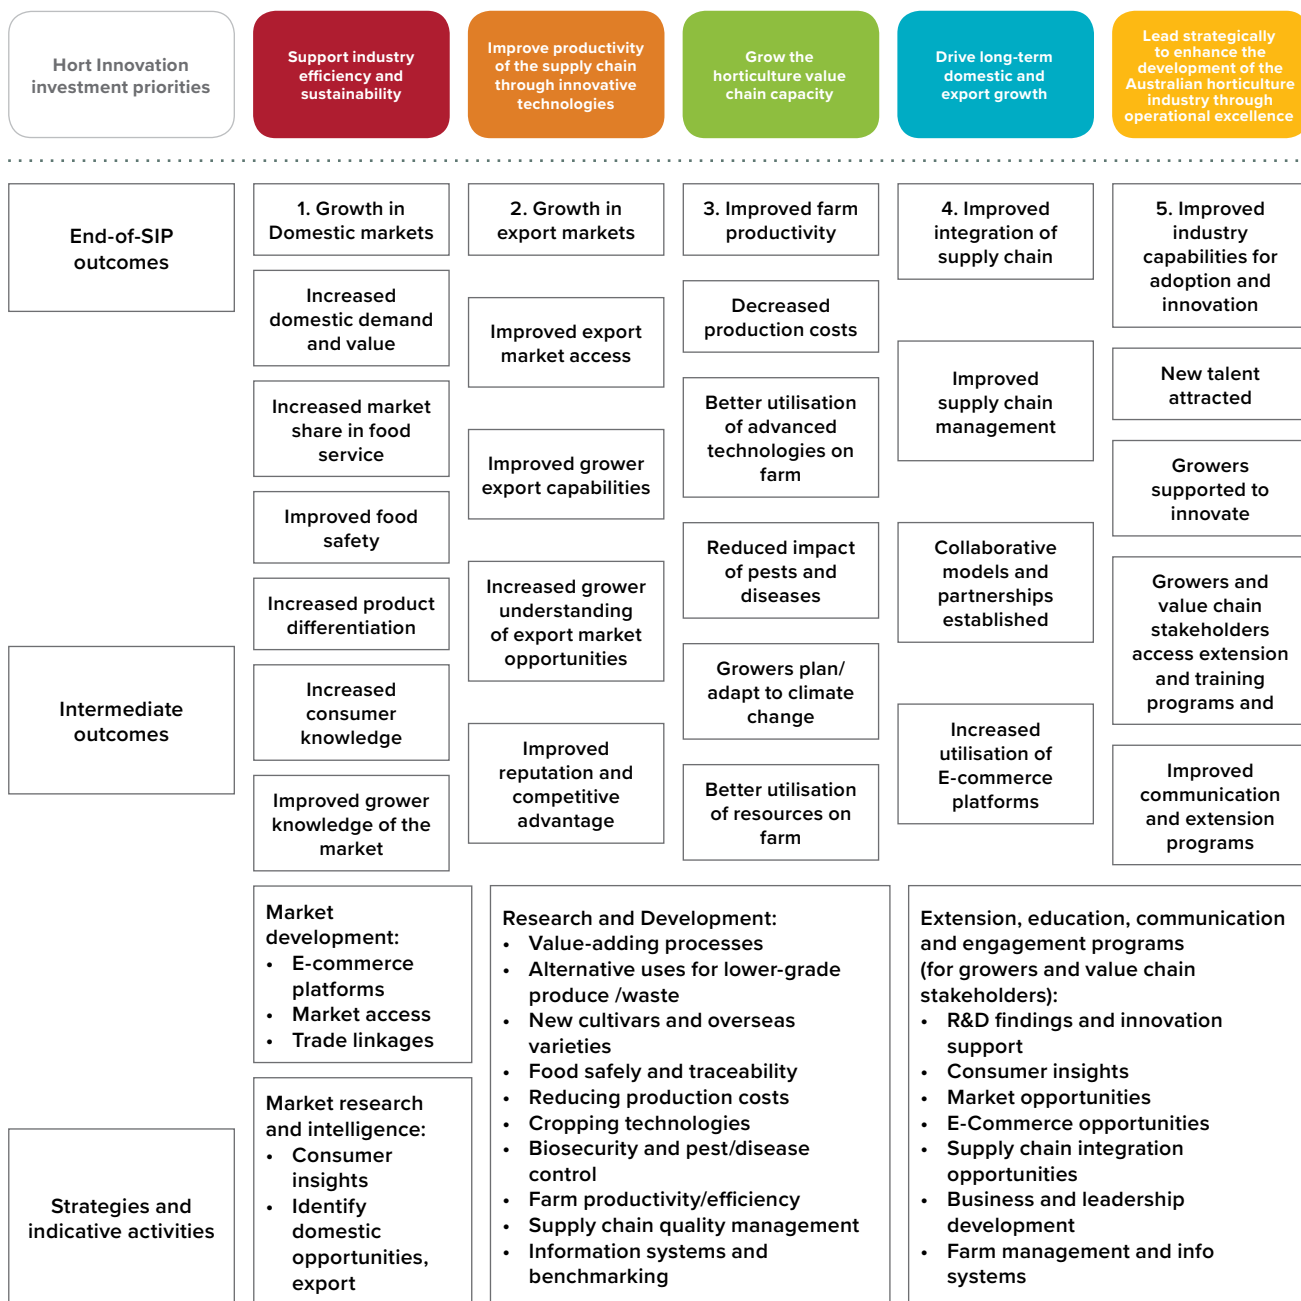 Hort Innovation
investment priorities
Support industry
efficiency and
sustainability
Improve productivity
of the supply chain
through innovative
technologies
Grow the
horticulture value
chain capacity
Drive long-term
domestic and
export growth
Lead strategically
to enhance the
development of the
Australian horticulture
industry through
operational excellence
End-of-SIP
outcomes
1. Growth in
Domestic markets
2. Growth in
export markets
3. Improved farm
productivity
4. Improved
integration of
supply chain
5. Improved
industry
capabilities for
adoption and
innovation
Intermediate
outcomes
Increased
domestic demand
and value
Increased market
share in food
service
Improved food
safety
Increased product
differentiation
Increased
consumer
knowledge
Improved grower
knowledge of the
market
Improved export
market access
Improved grower
export capabilities
Increased grower
understanding
of export market
opportunities
Improved
reputation and
competitive
advantage
Decreased
production costs
Better utilisation
of advanced
technologies on
farm
Reduced impact
of pests and
diseases
Growers plan/
adapt to climate
change
Better utilisation
of resources on
farm
Improved
supply chain
management
Collaborative
models and
partnerships
established
Increased
utilisation of
E-commerce
platforms
New talent
attracted
Growers
supported to
innovate
Growers and
value chain
stakeholders
access extension
and training
programs and
Improved
communication
and extension
programs
Strategies and
indicative activities
Market
development:
• E-commerce
platforms
• Market access
• Trade linkages
Market research
and intelligence:
• Consumer
insights
• Identify
domestic
opportunities,
export
Research and Development:
• Value-adding processes
• Alternative uses for lower-grade
produce /waste
• New cultivars and overseas
varieties
• Food safely and traceability
• Reducing production costs
• Cropping technologies
• Biosecurity and pest/disease
control
• Farm productivity/efficiency
• Supply chain quality management
• Information systems and
benchmarking
Extension, education, communication
and engagement programs
(for growers and value chain
stakeholders):
• R&D findings and innovation
support
• Consumer insights
• Market opportunities
• E-Commerce opportunities
• Supply chain integration
opportunities
• Business and leadership
development
• Farm management and info
systems